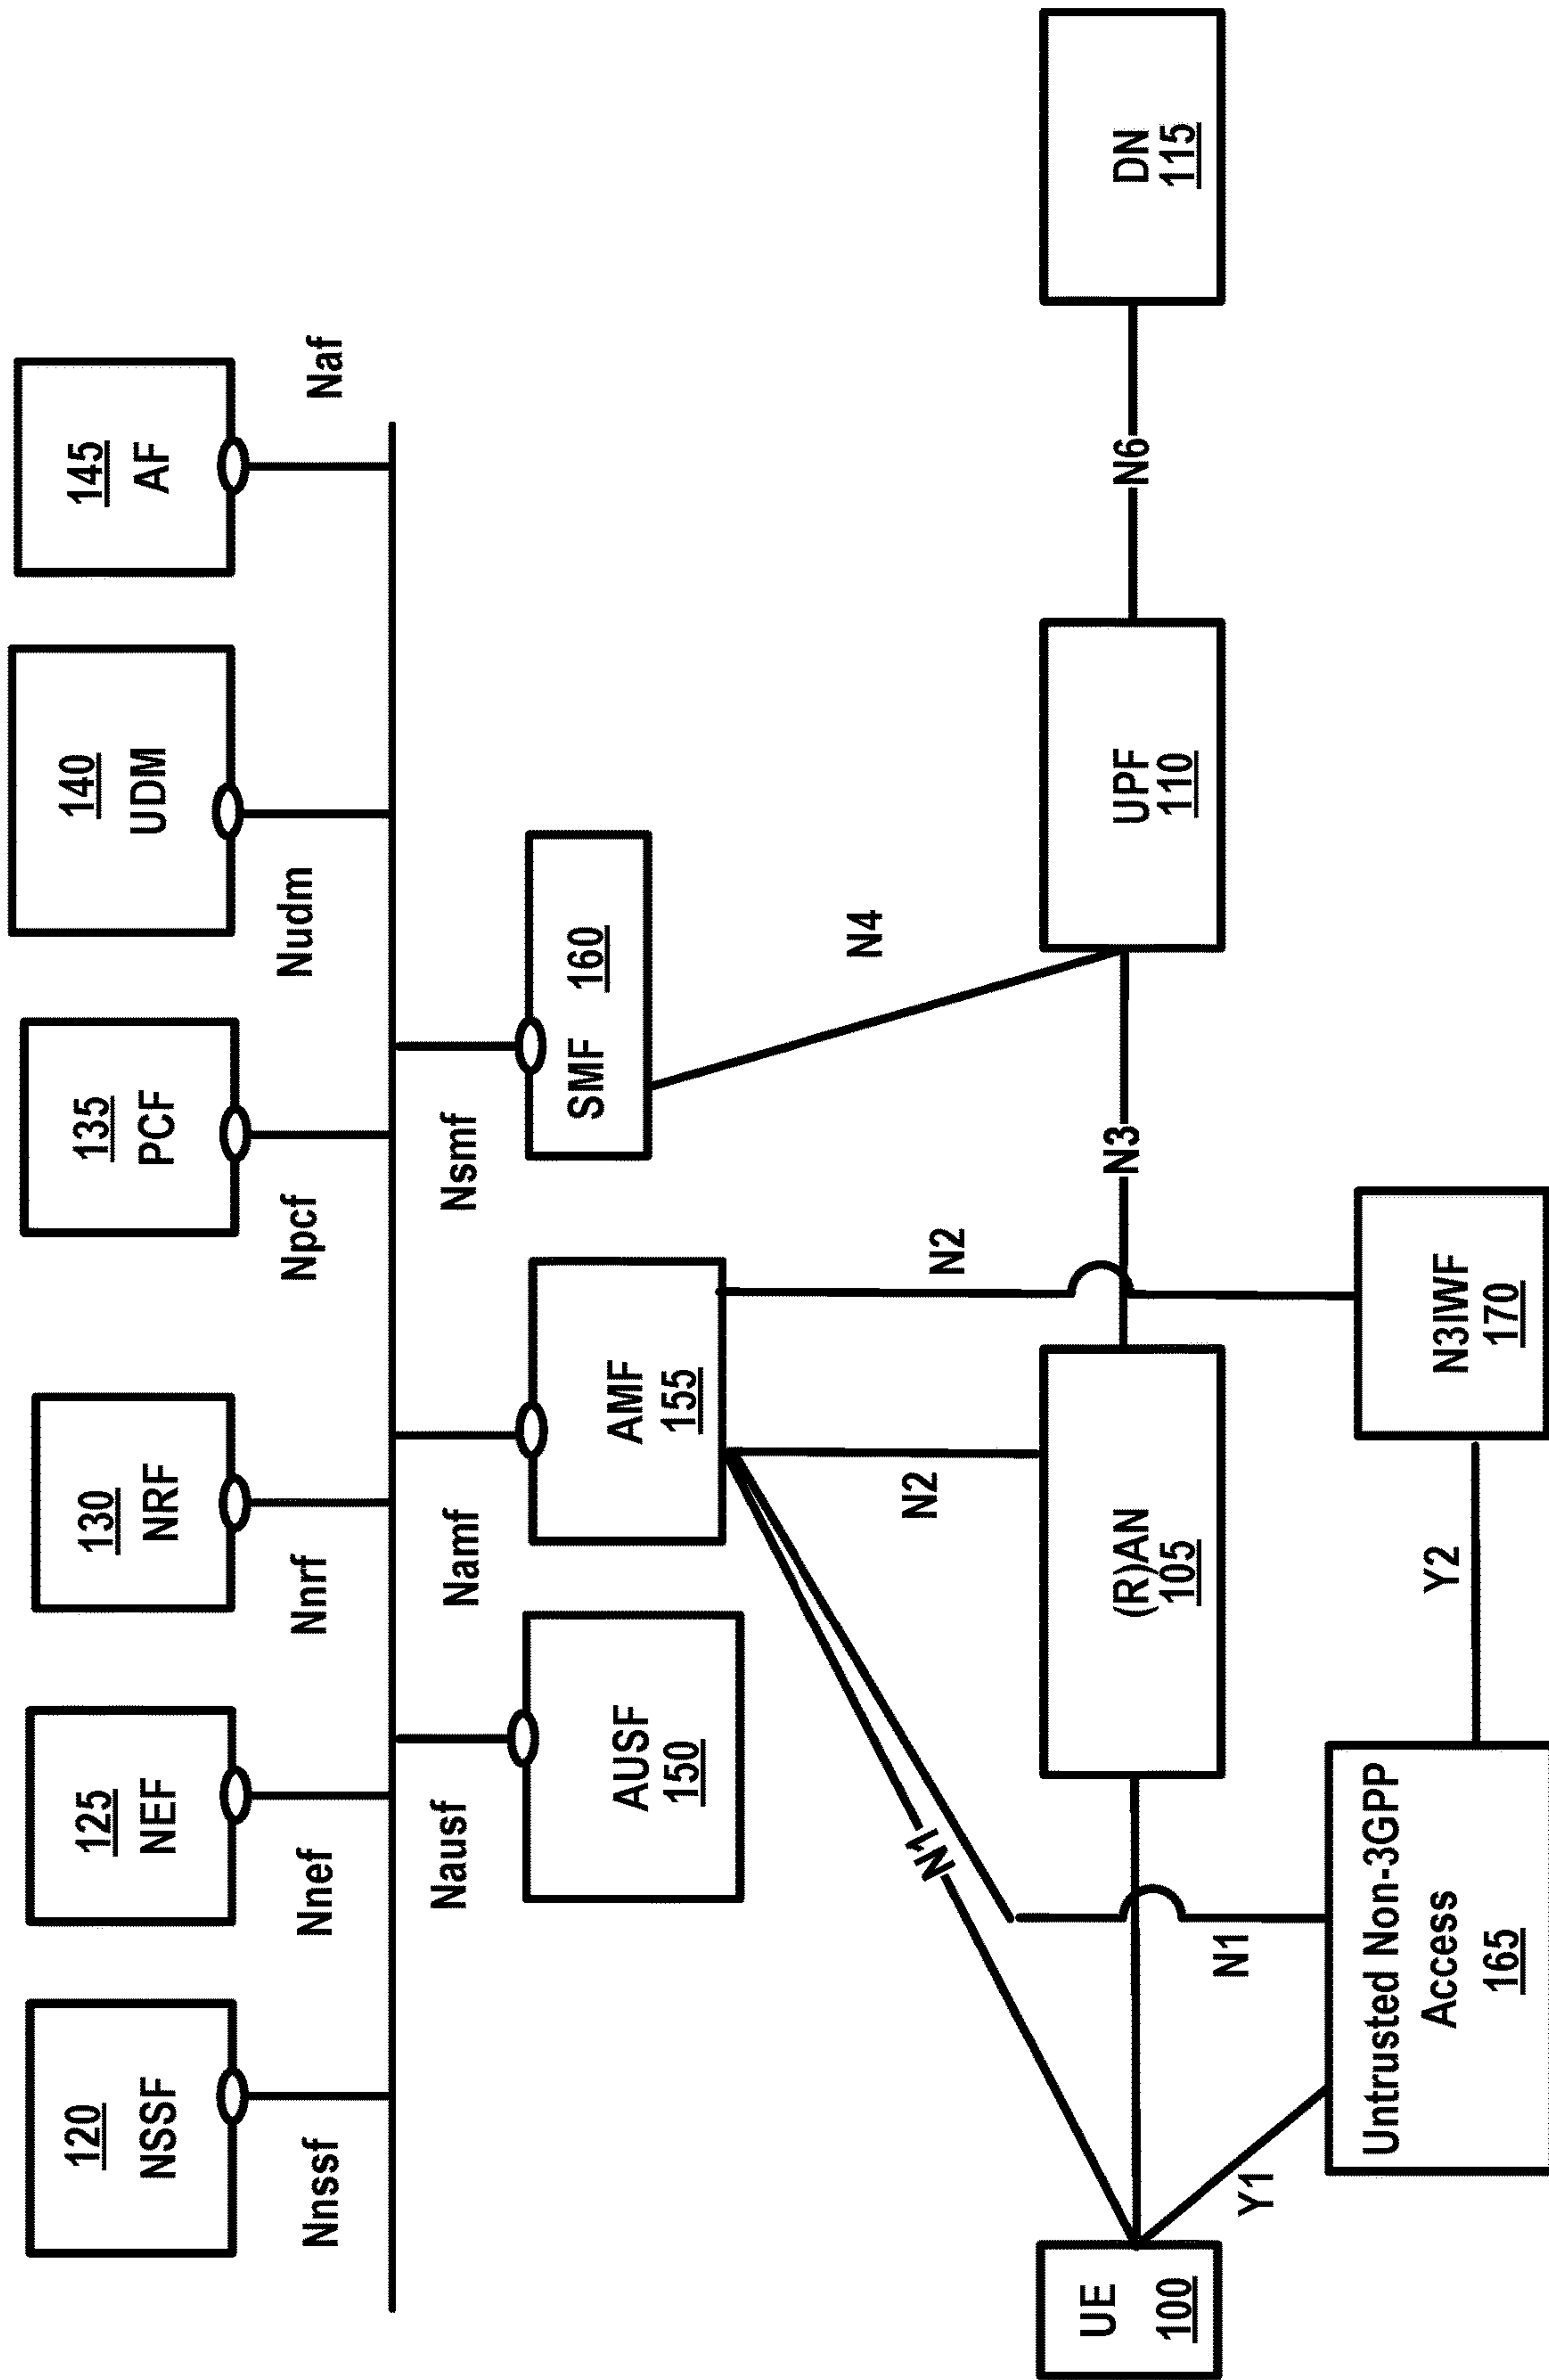 120
NSSF
125
NEF
130
NRF
135
PCF
140
UDM
145
AF
Nnssf
Nnef
Nnrf
Npcf
Nudm
Naf
Nausf
Namf
Nsmf
AUSF
150
AMF
155
SMF 160
N1
N2
N2
N4
UE
100
(R)AN
105
N3
UPF
110
N6
DN
115
Y1
N1
Untrusted Non-3GPP
Access
165
Y2
N3IWF
170